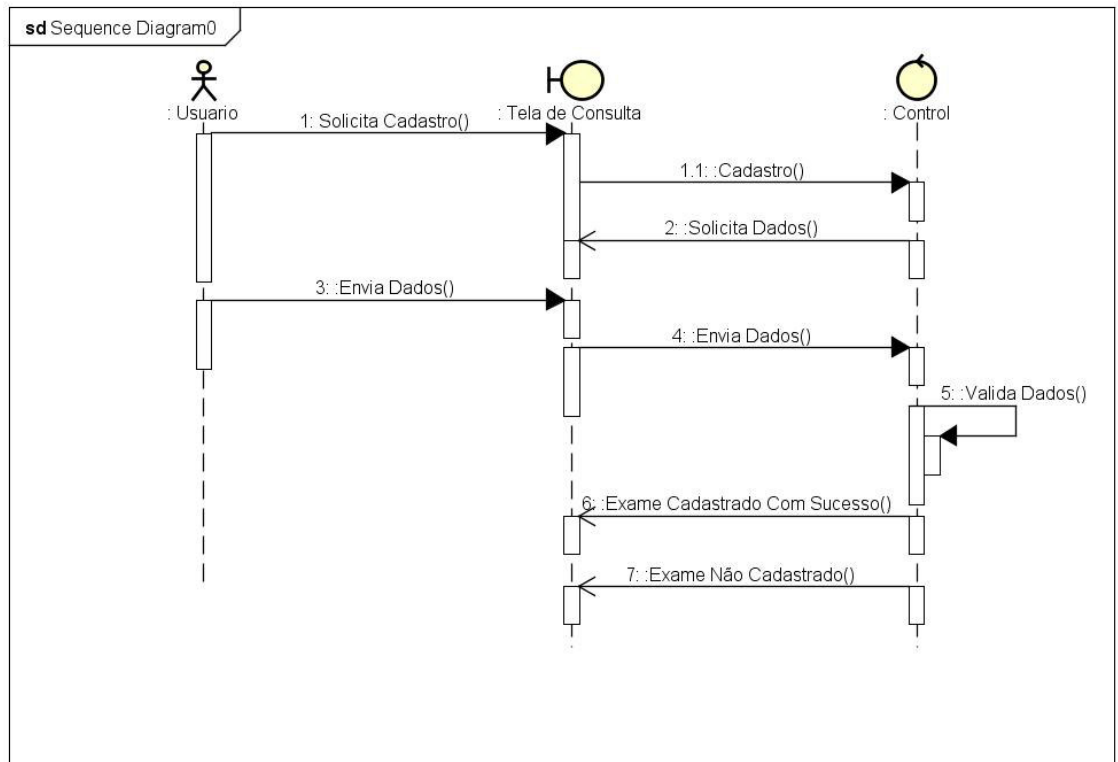 sd Sequence Diagram0
: Usuario
: Tela de Consulta
: Control
1: Solicita Cadastro()
1.1: :Cadastro()
2: :Solicita Dados()
3: :Envia Dados()
4: :Envia Dados()
5: :Valida Dados()
6: :Exame Cadastrado Com Sucesso()
7: :Exame Não Cadastrado()